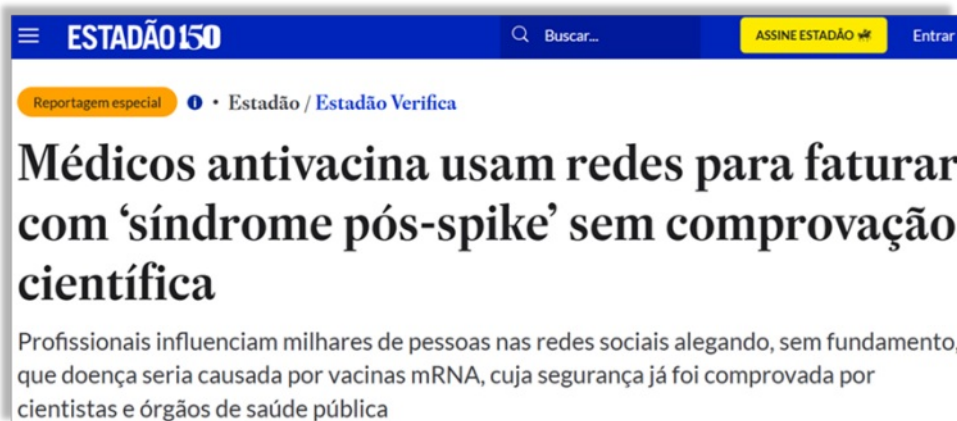 ESTADÃO 150 Buscar... ASSINE ESTADÃO Entrar
Reportagem especial • Estadão / Estadão Verifica
Médicos antivacina usam redes para faturar
com ‘síndrome pós-spike’ sem comprovação
científica
Profissionais influenciam milhares de pessoas nas redes sociais alegando, sem fundamento,
que doença seria causada por vacinas mRNA, cuja segurança já foi comprovada por
cientistas e órgãos de saúde pública